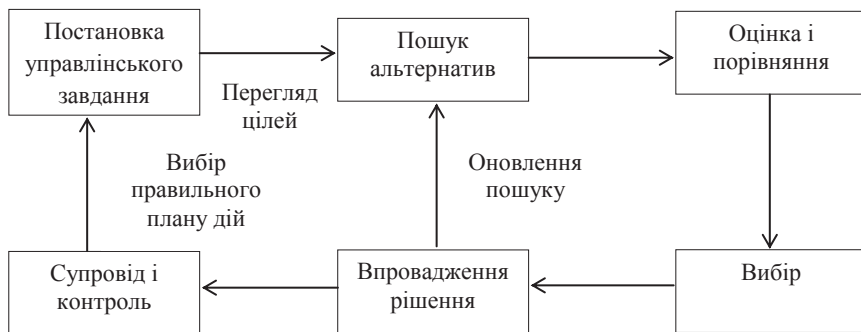 Постановка
управлінського
завдання
Пошук
альтернатив
Оцінка і
порівняння
Перегляд
цілей
Вибір
правильного
плану дій
Оновлення
пошуку
Супровід і
контроль
Впровадження
рішення
Вибір